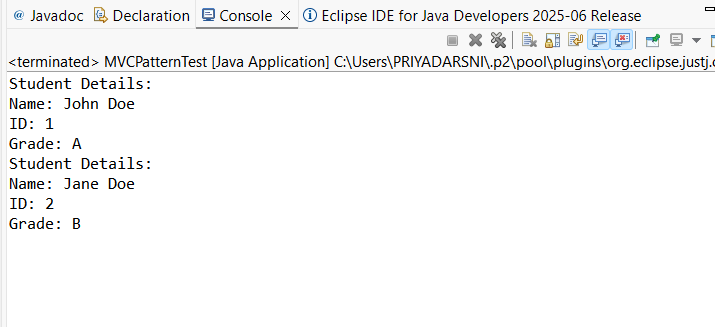 @ Javadoc Declaration Console Eclipse IDE for Java Developers 2025-06 Release
<terminated> MVCPatternTest [Java Application] C:\Users\PRIYADARSNI\.p2\pool\plugins\org.eclipse.justj.
Student Details:
Name: John Doe
ID: 1
Grade: A
Student Details:
Name: Jane Doe
ID: 2
Grade: B